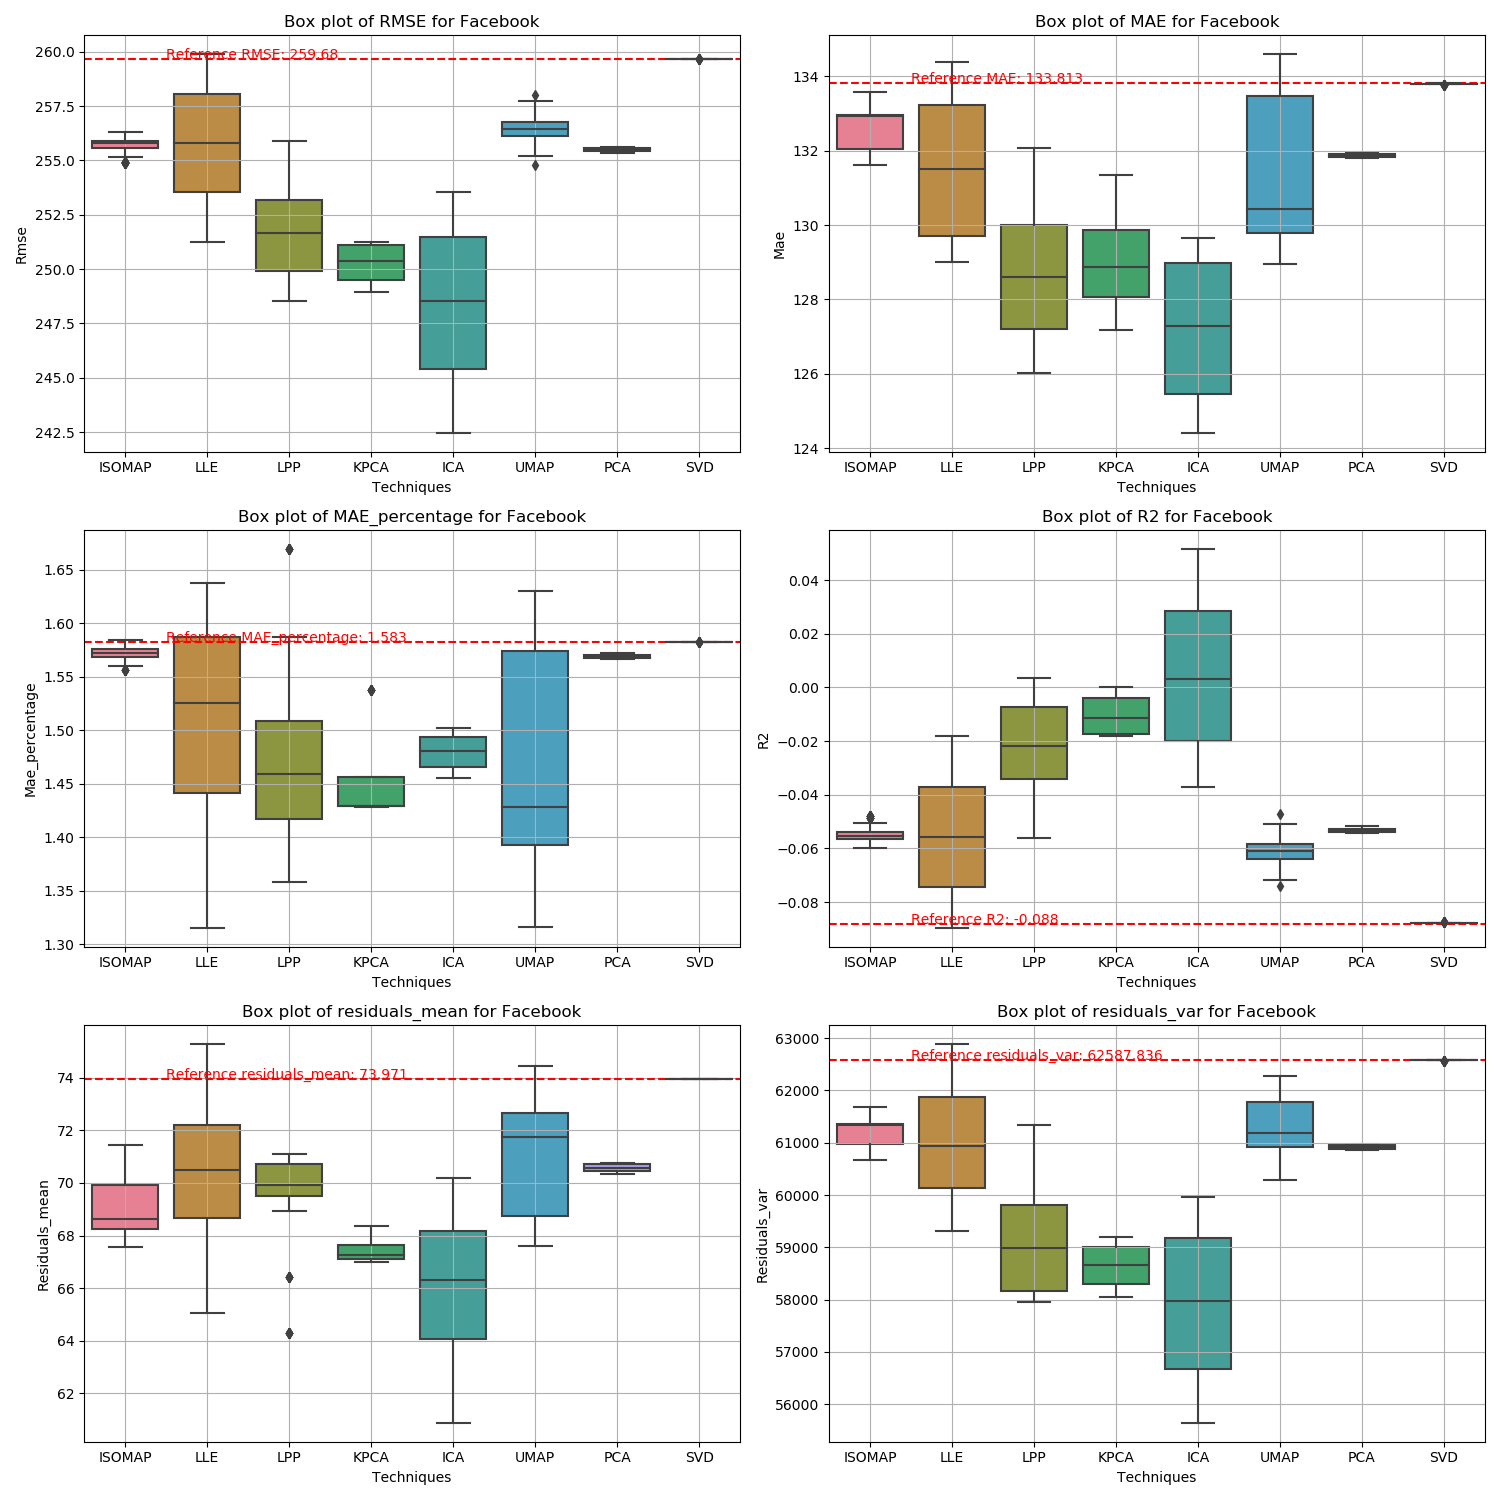 Box plot of RMSE for Facebook
Reference RMSE: 259.68
260.0
257.5
255.0
252.5
250.0
247.5
245.0
242.5
Rmse
ISOMAP LLE LPP KPCA ICA UMAP PCA SVD
Techniques
Box plot of MAE for Facebook
Reference MAE: 133.813
134
132
130
128
126
124
Mae
ISOMAP LLE LPP KPCA ICA UMAP PCA SVD
Techniques
Box plot of MAE_percentage for Facebook
Reference MAE_percentage: 1.583
1.65
1.60
1.55
1.50
1.45
1.40
1.35
1.30
Mae_percentage
ISOMAP LLE LPP KPCA ICA UMAP PCA SVD
Techniques
Box plot of R2 for Facebook
0.04
0.02
0.00
−0.02
−0.04
−0.06
−0.08
Reference R2: -0.088
R2
ISOMAP LLE LPP KPCA ICA UMAP PCA SVD
Techniques
Box plot of residuals_mean for Facebook
Reference residuals_mean: 73.971
74
72
70
68
66
64
62
Residuals_mean
ISOMAP LLE LPP KPCA ICA UMAP PCA SVD
Techniques
Box plot of residuals_var for Facebook
63000
Reference residuals_var: 62587.836
62000
61000
60000
59000
58000
57000
56000
Residuals_var
ISOMAP LLE LPP KPCA ICA UMAP PCA SVD
Techniques